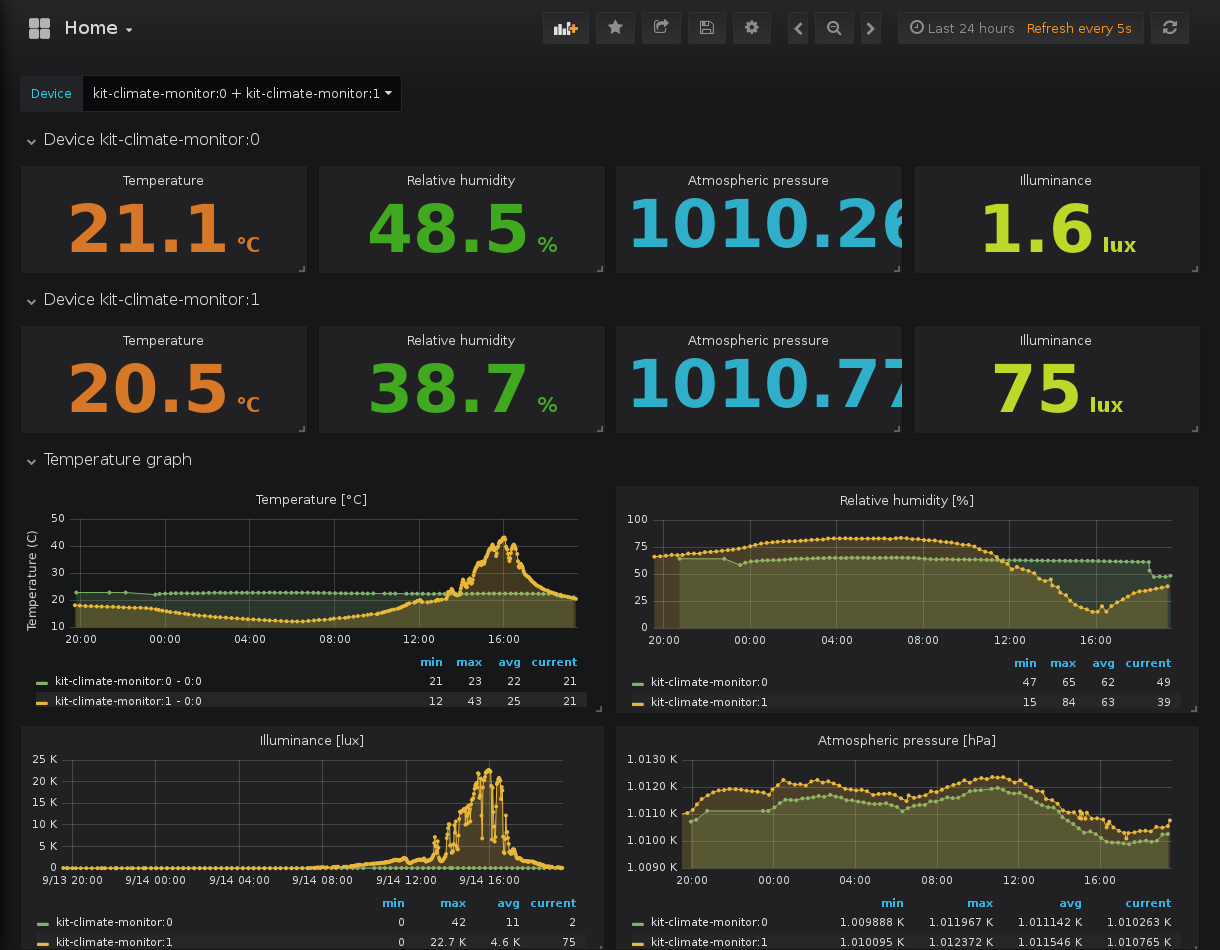 Home
Last 24 hours Refresh every 5s
Device kit-climate-monitor:0 + kit-climate-monitor:1
Device kit-climate-monitor:0
Temperature Relative humidity Atmospheric pressure Illuminance
21.1 °C 48.5 % 1010.26 1.6 lux
Device kit-climate-monitor:1
Temperature Relative humidity Atmospheric pressure Illuminance
20.5 °C 38.7 % 1010.77 75 lux
Temperature graph
Temperature [°C]
Temperature (C)
50
40
30
20
10
20:00 00:00 04:00 08:00 12:00 16:00
min max avg current
kit-climate-monitor:0 - 0:0 21 23 22 21
kit-climate-monitor:1 - 0:0 12 43 25 21
Relative humidity [%]
100
75
50
25
0
20:00 00:00 04:00 08:00 12:00 16:00
min max avg current
kit-climate-monitor:0 47 65 62 49
kit-climate-monitor:1 15 84 63 39
Illuminance [lux]
25 K
20 K
15 K
10 K
5 K
0
9/13 20:00 9/14 00:00 9/14 04:00 9/14 08:00 9/14 12:00 9/14 16:00
min max avg current
kit-climate-monitor:0 0 42 11 2
kit-climate-monitor:1 0 22.7 K 4.6 K 75
Atmospheric pressure [hPa]
1.0130 K
1.0120 K
1.0110 K
1.0100 K
1.0090 K
20:00 00:00 04:00 08:00 12:00 16:00
min max avg current
kit-climate-monitor:0 1.009888 K 1.011967 K 1.011142 K 1.010263 K
kit-climate-monitor:1 1.010095 K 1.012372 K 1.011546 K 1.010765 K